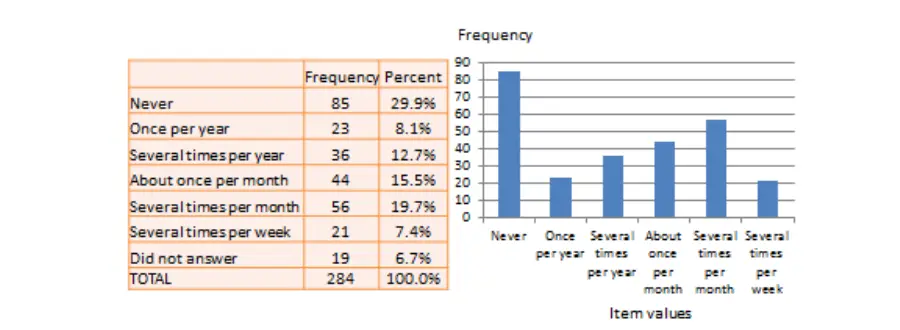 Frequency Percent
Never 85 29.9%
Once per year 23 8.1%
Several times per year 36 12.7%
About once per month 44 15.5%
Several times per month 56 19.7%
Several times per week 21 7.4%
Did not answer 19 6.7%
TOTAL 284 100.0%
Frequency
90
80
70
60
50
40
30
20
10
0
Never Once Several About Several Several
per year times once times times
per year per per per
month month week
Item values